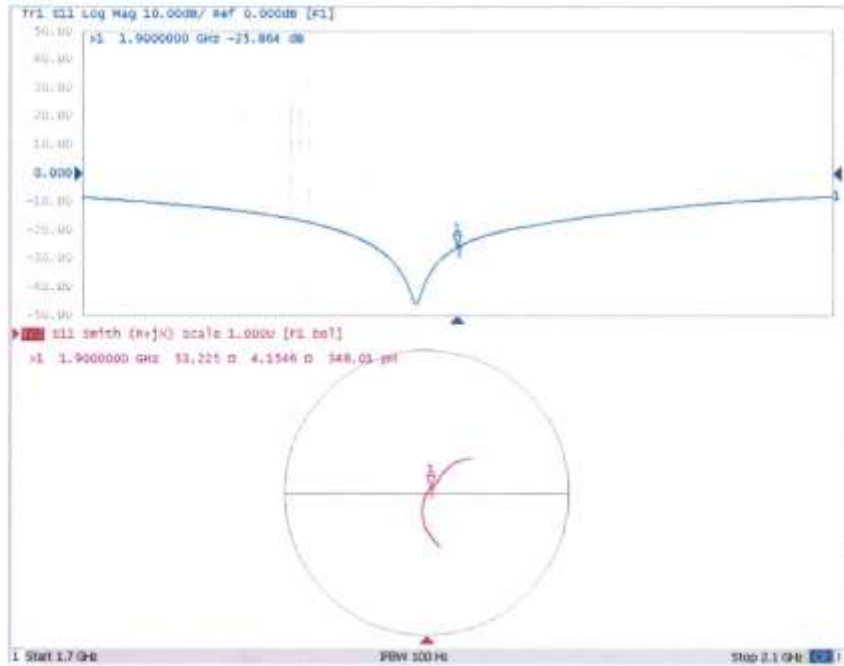 Tr1 S11 Log Mag 10.00dB/ Ref 0.000dB [F1]
50.00
>1 1.9000000 GHz -25.864 dB
40.00
30.00
20.00
10.00
0.000
-10.00
1
-20.00
1
-30.00
-40.00
-50.00
S11 Smith (R+jX) Scale 1.000U [F1 Del]
>1 1.9000000 GHz 53.225 Ω 4.1546 Ω 348.01 pH
1
1 Start 1.7 GHz
IFBW 100 Hz
Stop 2.1 GHz